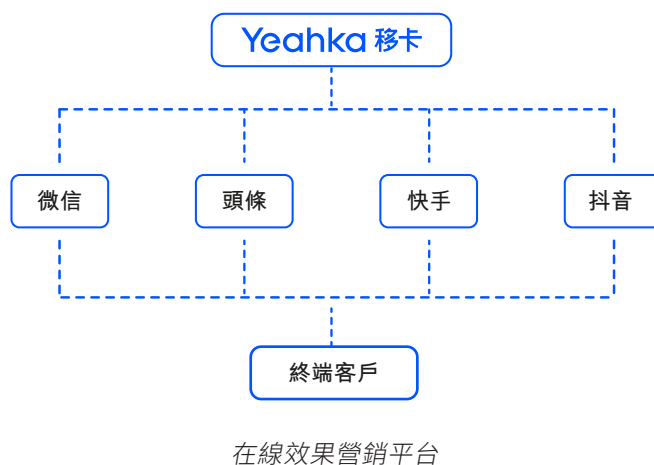 Yeahka 移卡
微信
頭條
快手
抖音
終端客戶
在線效果營銷平台